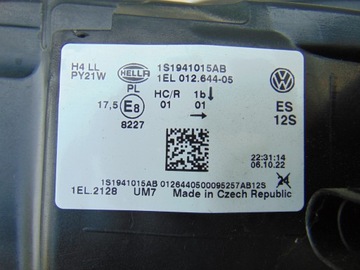 H4 LL
PY21W
HELLA
1S1941015AB
1EL 012.644-05
PL
17,5
E8
8227
HC/R
01
1b
01
ES
12S
22:31:14
06.10.22
1S1941015AB 0126440500095257AB12S
1EL.2128 UM7 Made in Czech Republic